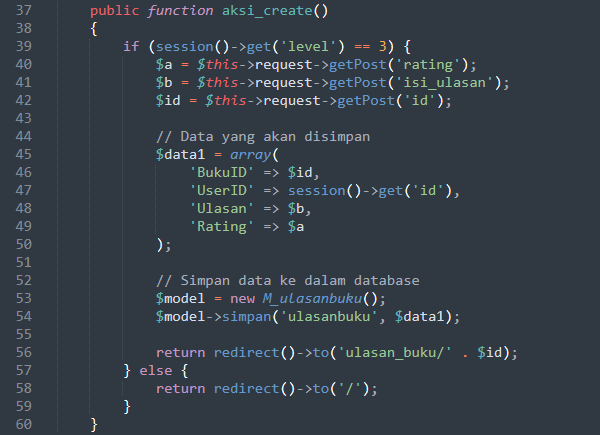 37 public function aksi_create()
38 {
39 if (session()->get('level') == 3) {
40 $a = $this->request->getPost('rating');
41 $b = $this->request->getPost('isi_ulasan');
42 $id = $this->request->getPost('id');
43
44 // Data yang akan disimpan
45 $data1 = array(
46 'BukuID' => $id,
47 'UserID' => session()->get('id'),
48 'Ulasan' => $b,
49 'Rating' => $a
50 );
51
52 // Simpan data ke dalam database
53 $model = new M_ulasanbuku();
54 $model->simpan('ulasanbuku', $data1);
55
56 return redirect()->to('ulasan_buku/' . $id);
57 } else {
58 return redirect()->to('/');
59 }
60 }